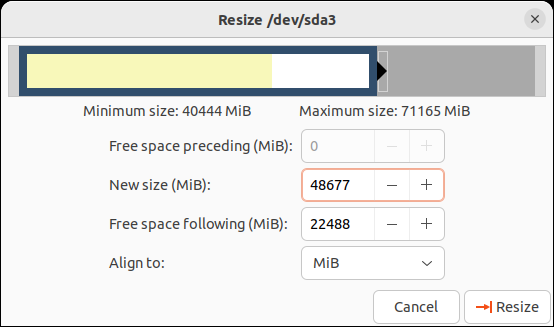 Resize /dev/sda3
Minimum size: 40444 MiB Maximum size: 71165 MiB
Free space preceding (MiB): 0
New size (MiB): 48677
Free space following (MiB): 22488
Align to: MiB
Cancel Resize